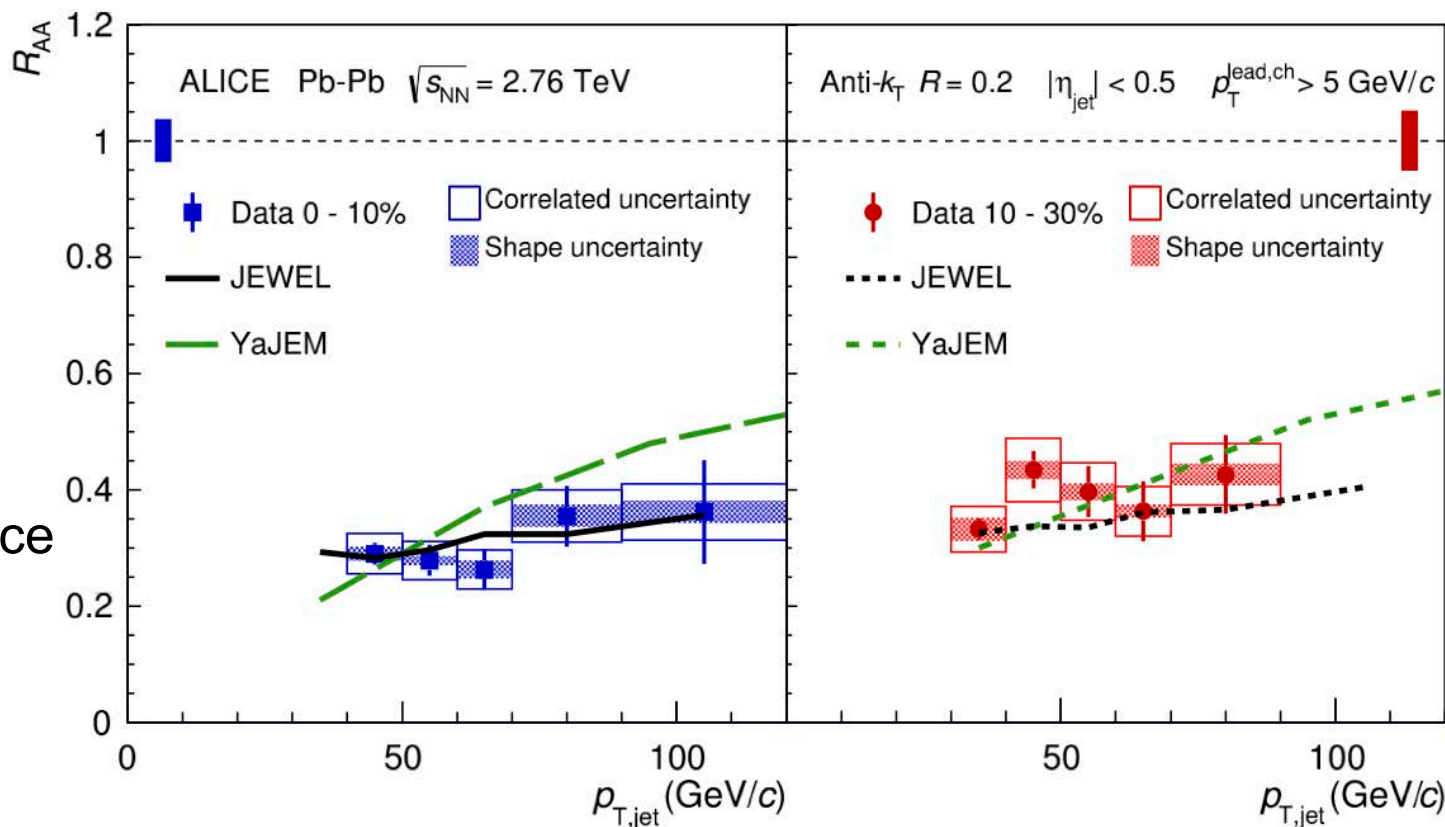 1.2
R_AA
ALICE Pb-Pb √s_NN = 2.76 TeV
Anti-k_T R = 0.2 |η_jet| < 0.5 p_T^lead,ch > 5 GeV/c
1
Data 0 - 10%
Correlated uncertainty
Shape uncertainty
JEWEL
YaJEM
Data 10 - 30%
Correlated uncertainty
Shape uncertainty
JEWEL
YaJEM
0.8
0.6
0.4
ce
0.2
0
0 50 100
50 100
p_T,jet (GeV/c)
p_T,jet (GeV/c)